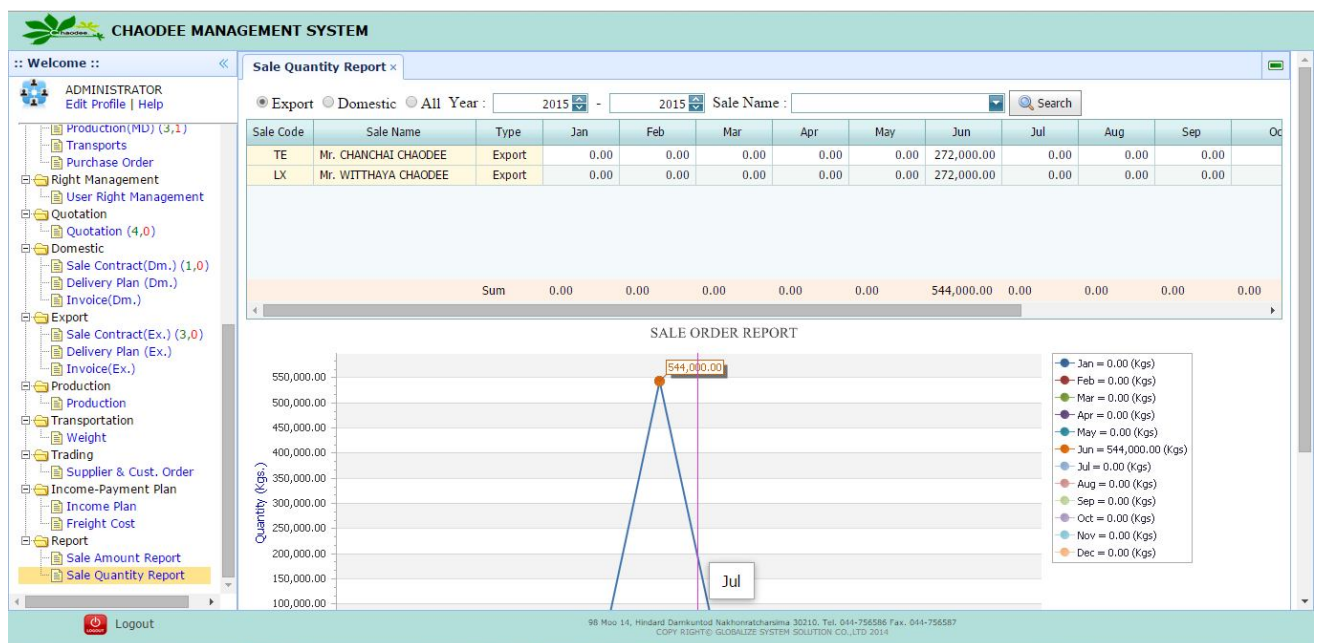 Chaodee CHAODEE MANAGEMENT SYSTEM
:: Welcome :: «
ADMINISTRATOR
Edit Profile | Help
Production(MD) (3,1)
Transports
Purchase Order
Right Management
User Right Management
Quotation
Quotation (4,0)
Domestic
Sale Contract(Dm.) (1,0)
Delivery Plan (Dm.)
Invoice(Dm.)
Export
Sale Contract(Ex.) (3,0)
Delivery Plan (Ex.)
Invoice(Ex.)
Production
Production
Transportation
Weight
Trading
Supplier & Cust. Order
Income-Payment Plan
Income Plan
Freight Cost
Report
Sale Amount Report
Sale Quantity Report
Logout
Sale Quantity Report ×
Export Domestic All Year : 2015 - 2015 Sale Name : Search
Sale Code Sale Name Type Jan Feb Mar Apr May Jun Jul Aug Sep Oc
TE Mr. CHANCHAI CHAODEE Export 0.00 0.00 0.00 0.00 0.00 272,000.00 0.00 0.00 0.00
LX Mr. WITTHAYA CHAODEE Export 0.00 0.00 0.00 0.00 0.00 272,000.00 0.00 0.00 0.00
Sum 0.00 0.00 0.00 0.00 0.00 544,000.00 0.00 0.00 0.00 0.00
SALE ORDER REPORT
Quantity (Kgs.)
550,000.00
500,000.00
450,000.00
400,000.00
350,000.00
300,000.00
250,000.00
200,000.00
150,000.00
100,000.00
544,000.00
Jul
Jan = 0.00 (Kgs)
Feb = 0.00 (Kgs)
Mar = 0.00 (Kgs)
Apr = 0.00 (Kgs)
May = 0.00 (Kgs)
Jun = 544,000.00 (Kgs)
Jul = 0.00 (Kgs)
Aug = 0.00 (Kgs)
Sep = 0.00 (Kgs)
Oct = 0.00 (Kgs)
Nov = 0.00 (Kgs)
Dec = 0.00 (Kgs)
98 Moo 14, Hindard Darnkuntod Nakhonratcharsima 30210. Tel. 044-756586 Fax. 044-756587
COPY RIGHT© GLOBALIZE SYSTEM SOLUTION CO.,LTD 2014